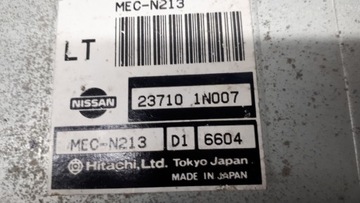 MEC-N213
LT
NISSAN
23710 1N007
MEC-N213 D1 6604
Hitachi, Ltd. Tokyo Japan
MADE IN JAPAN